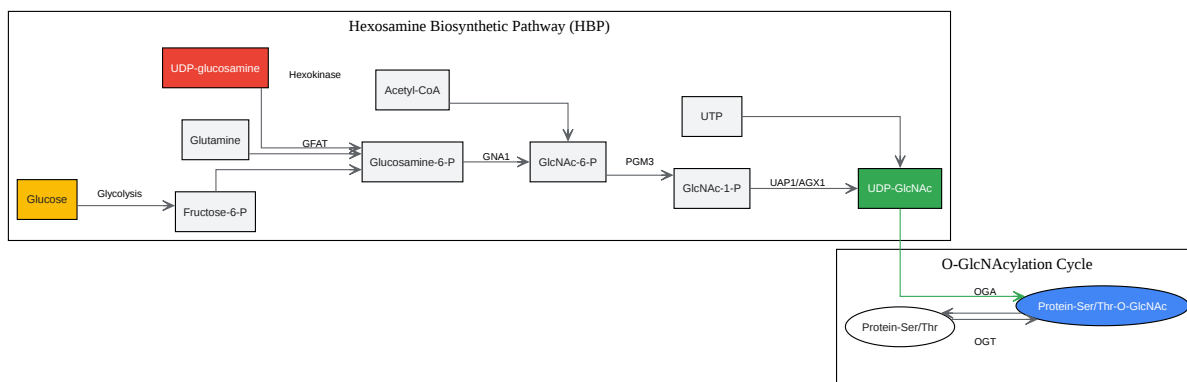 Hexosamine Biosynthetic Pathway (HBP)
UDP-glucosamine
Hexokinase
Acetyl-CoA
UTP
Glutamine
GFAT
Glucosamine-6-P
GNA1
GlcNAc-6-P
PGM3
GlcNAc-1-P
UAP1/AGX1
UDP-GlcNAc
Glucose
Glycolysis
Fructose-6-P
O-GlcNAcylation Cycle
OGA
Protein-Ser/Thr-O-GlcNAc
Protein-Ser/Thr
OGT